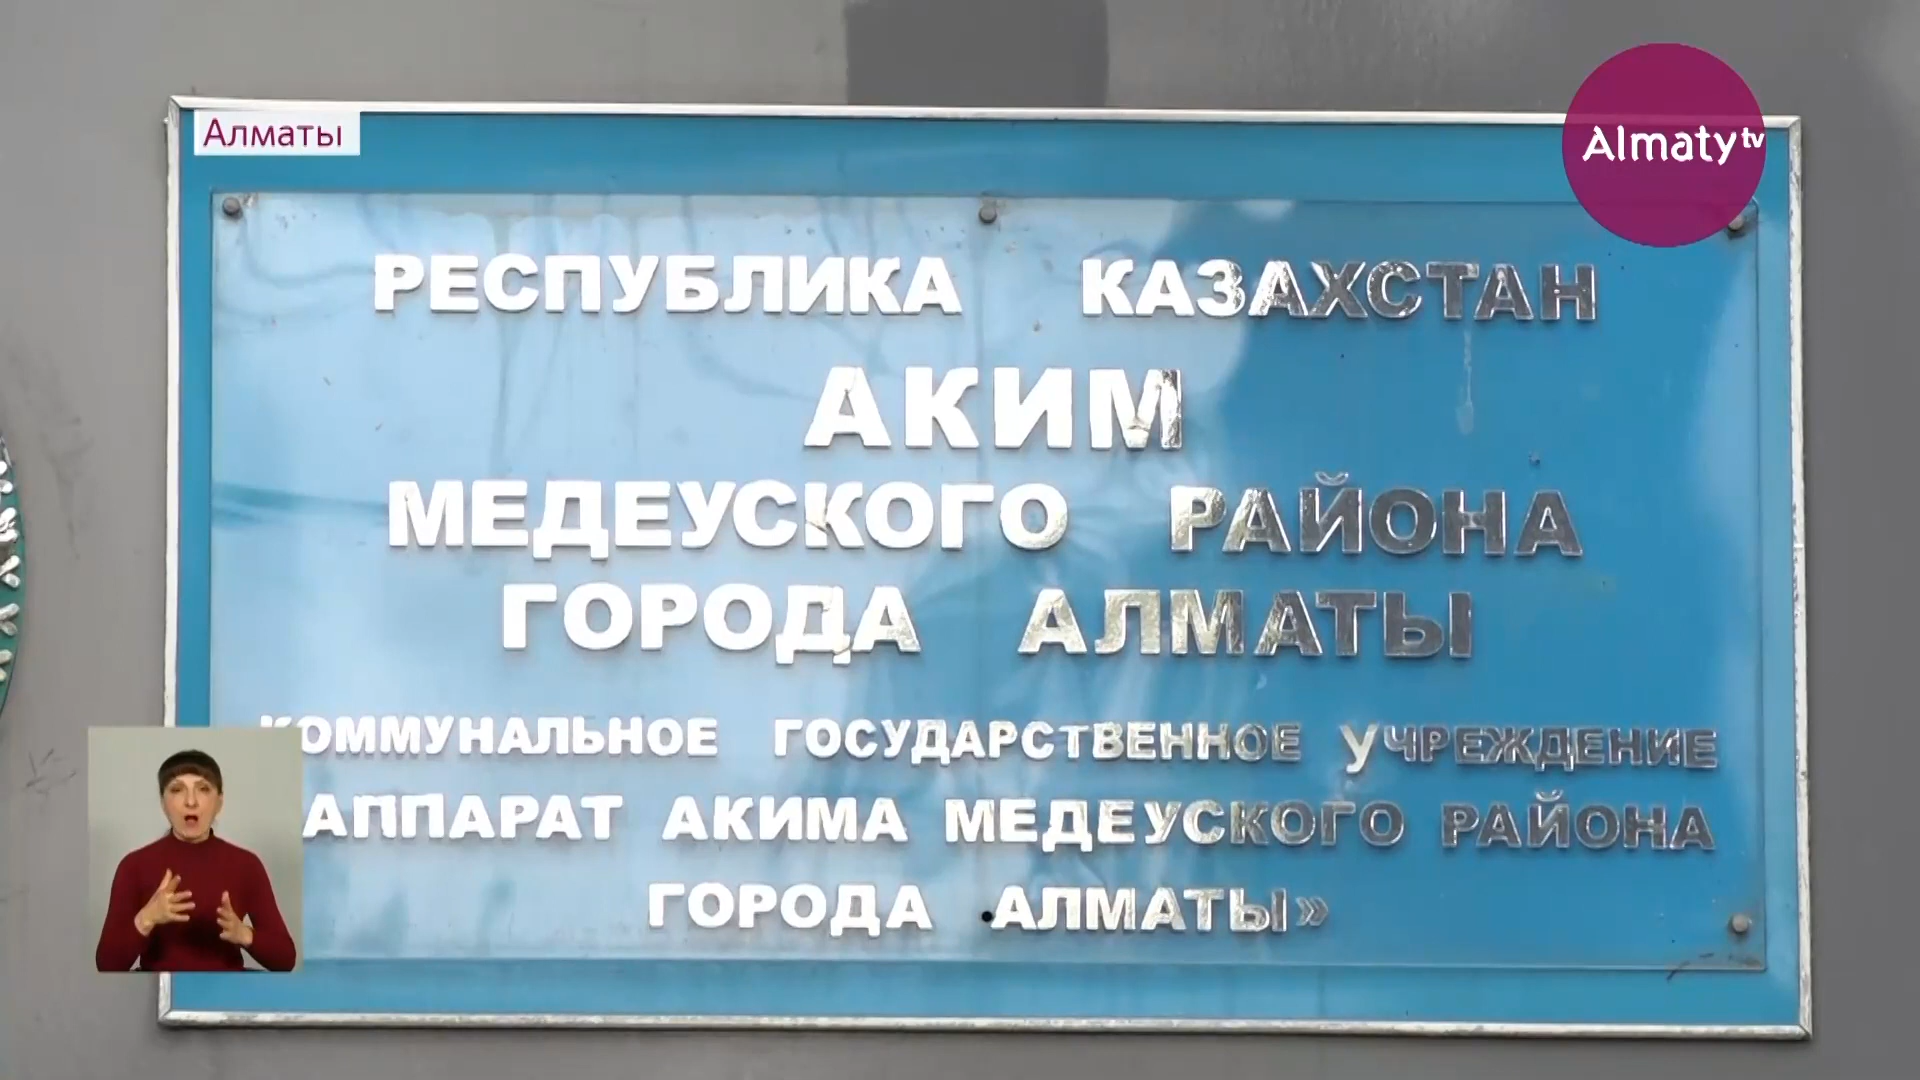 Алматы
Almaty tv
РЕСПУБЛИКА КАЗАХСТАН
АКИМ
МЕДЕУСКОГО РАЙОНА
ГОРОДА АЛМАТЫ
КОММУНАЛЬНОЕ ГОСУДАРСТВЕННОЕ УЧРЕЖДЕНИЕ
АППАРАТ АКИМА МЕДЕУСКОГО РАЙОНА
ГОРОДА АЛМАТЫ»